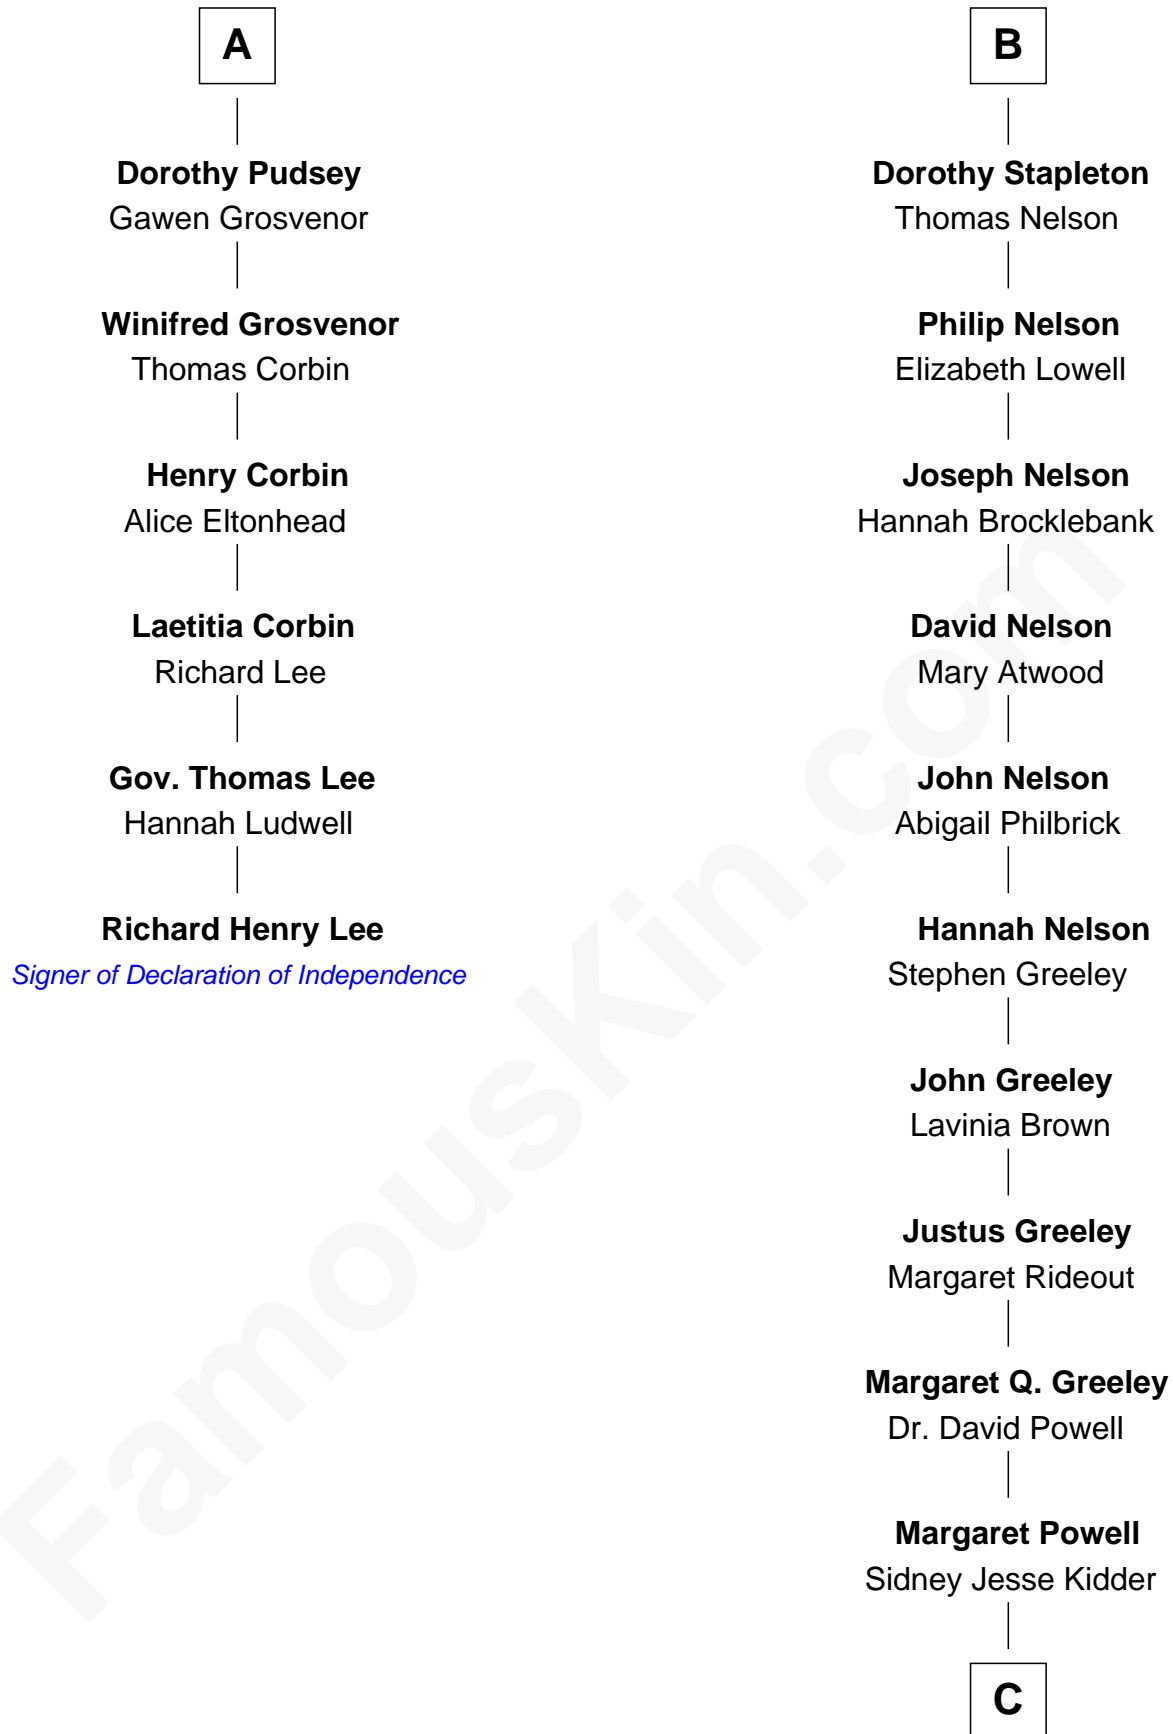 A
Dorothy Pudsey
Gawen Grosvenor
Winifred Grosvenor
Thomas Corbin
Henry Corbin
Alice Eltonhead
Laetitia Corbin
Richard Lee
Gov. Thomas Lee
Hannah Ludwell
Richard Henry Lee
Signer of Declaration of Independence
B
Dorothy Stapleton
Thomas Nelson
Philip Nelson
Elizabeth Lowell
Joseph Nelson
Hannah Brocklebank
David Nelson
Mary Atwood
John Nelson
Abigail Philbrick
Hannah Nelson
Stephen Greeley
John Greeley
Lavinia Brown
Justus Greeley
Margaret Rideout
Margaret Q. Greeley
Dr. David Powell
Margaret Powell
Sidney Jesse Kidder
C
FamousKin.com